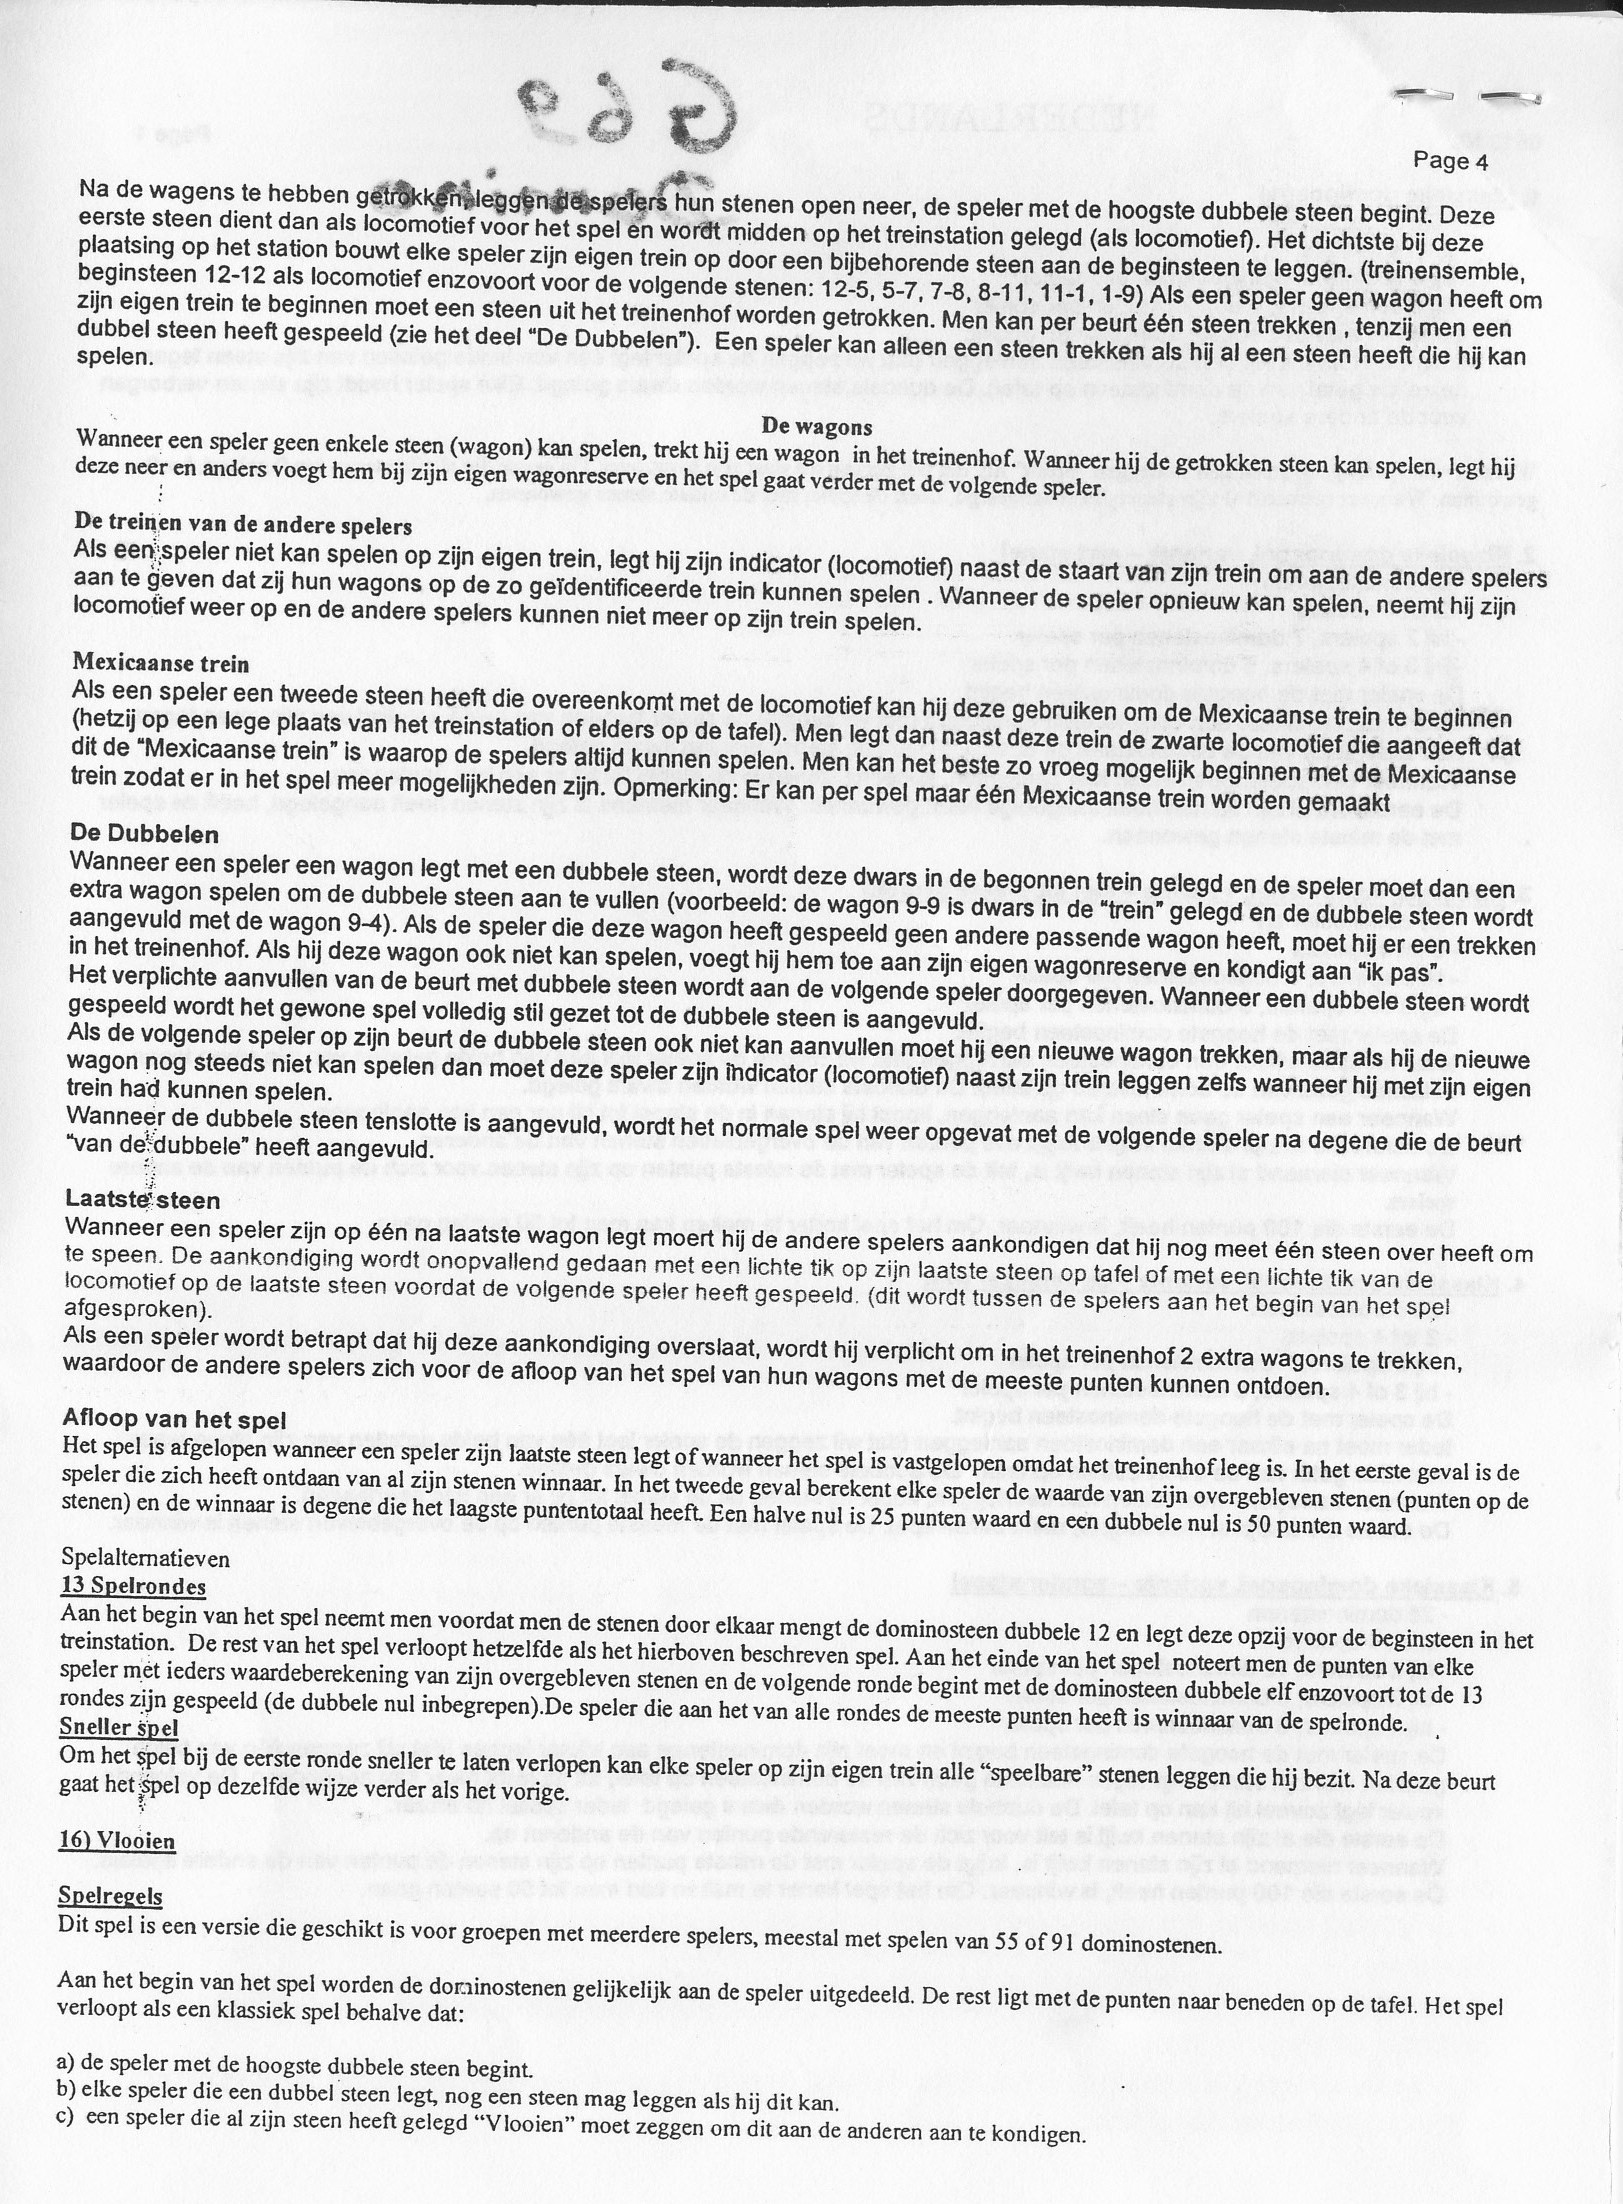 G69
Page 4
Na de wagens te hebben getrokken, leggen de spelers hun stenen open neer, de speler met de hoogste dubbele steen begint. Deze
eerste steen dient dan als locomotief voor het spel en wordt midden op het treinstation gelegd (als locomotief). Het dichtste bij deze
plaatsing op het station bouwt elke speler zijn eigen trein op door een bijbehorende steen aan de beginsteen te leggen. (treinensemble,
beginsteen 12-12 als locomotief enzovoort voor de volgende stenen: 12-5, 5-7, 7-8, 8-11, 11-1, 1-9) Als een speler geen wagon heeft om
zijn eigen trein te beginnen moet een steen uit het treinenhof worden getrokken. Men kan per beurt één steen trekken , tenzij men een
dubbel steen heeft gespeeld (zie het deel “De Dubbelen”). Een speler kan alleen een steen trekken als hij al een steen heeft die hij kan
spelen.
De wagons
Wanneer een speler geen enkele steen (wagon) kan spelen, trekt hij een wagon in het treinenhof. Wanneer hij de getrokken steen kan spelen, legt hij
deze neer en anders voegt hem bij zijn eigen wagonreserve en het spel gaat verder met de volgende speler.
De treinen van de andere spelers
Als een speler niet kan spelen op zijn eigen trein, legt hij zijn indicator (locomotief) naast de staart van zijn trein om aan de andere spelers
aan te geven dat zij hun wagons op de zo geïdentificeerde trein kunnen spelen . Wanneer de speler opnieuw kan spelen, neemt hij zijn
locomotief weer op en de andere spelers kunnen niet meer op zijn trein spelen.
Mexicaanse trein
Als een speler een tweede steen heeft die overeenkomt met de locomotief kan hij deze gebruiken om de Mexicaanse trein te beginnen
(hetzij op een lege plaats van het treinstation of elders op de tafel). Men legt dan naast deze trein de zwarte locomotief die aangeeft dat
dit de “Mexicaanse trein” is waarop de spelers altijd kunnen spelen. Men kan het beste zo vroeg mogelijk beginnen met de Mexicaanse
trein zodat er in het spel meer mogelijkheden zijn. Opmerking: Er kan per spel maar één Mexicaanse trein worden gemaakt
De Dubbelen
Wanneer een speler een wagon legt met een dubbele steen, wordt deze dwars in de begonnen trein gelegd en de speler moet dan een
extra wagon spelen om de dubbele steen aan te vullen (voorbeeld: de wagon 9-9 is dwars in de “trein” gelegd en de dubbele steen wordt
aangevuld met de wagon 9-4). Als de speler die deze wagon heeft gespeeld geen andere passende wagon heeft, moet hij er een trekken
in het treinenhof. Als hij deze wagon ook niet kan spelen, voegt hij hem toe aan zijn eigen wagonreserve en kondigt aan “ik pas”.
Het verplichte aanvullen van de beurt met dubbele steen wordt aan de volgende speler doorgegeven. Wanneer een dubbele steen wordt
gespeeld wordt het gewone spel volledig stil gezet tot de dubbele steen is aangevuld.
Als de volgende speler op zijn beurt de dubbele steen ook niet kan aanvullen moet hij een nieuwe wagon trekken, maar als hij de nieuwe
wagon nog steeds niet kan spelen dan moet deze speler zijn indicator (locomotief) naast zijn trein leggen zelfs wanneer hij met zijn eigen
trein had kunnen spelen.
Wanneer de dubbele steen tenslotte is aangevuld, wordt het normale spel weer opgevat met de volgende speler na degene die de beurt
“van de dubbele” heeft aangevuld.
Laatste steen
Wanneer een speler zijn op één na laatste wagon legt moert hij de andere spelers aankondigen dat hij nog meet één steen over heeft om
te speen. De aankondiging wordt onopvallend gedaan met een lichte tik op zijn laatste steen op tafel of met een lichte tik van de
locomotief op de laatste steen voordat de volgende speler heeft gespeeld. (dit wordt tussen de spelers aan het begin van het spel
afgesproken).
Als een speler wordt betrapt dat hij deze aankondiging overslaat, wordt hij verplicht om in het treinenhof 2 extra wagons te trekken,
waardoor de andere spelers zich voor de afloop van het spel van hun wagons met de meeste punten kunnen ontdoen.
Afloop van het spel
Het spel is afgelopen wanneer een speler zijn laatste steen legt of wanneer het spel is vastgelopen omdat het treinenhof leeg is. In het eerste geval is de
speler die zich heeft ontdaan van al zijn stenen winnaar. In het tweede geval berekent elke speler de waarde van zijn overgebleven stenen (punten op de
stenen) en de winnaar is degene die het laagste puntentotaal heeft. Een halve nul is 25 punten waard en een dubbele nul is 50 punten waard.
Spelalternatieven
13 Spelrondes
Aan het begin van het spel neemt men voordat men de stenen door elkaar mengt de dominosteen dubbele 12 en legt deze opzij voor de beginsteen in het
treinstation. De rest van het spel verloopt hetzelfde als het hierboven beschreven spel. Aan het einde van het spel noteert men de punten van elke
speler met ieders waardeberekening van zijn overgebleven stenen en de volgende ronde begint met de dominosteen dubbele elf enzovoort tot de 13
rondes zijn gespeeld (de dubbele nul inbegrepen).De speler die aan het van alle rondes de meeste punten heeft is winnaar van de spelronde.
Sneller spel
Om het spel bij de eerste ronde sneller te laten verlopen kan elke speler op zijn eigen trein alle “speelbare” stenen leggen die hij bezit. Na deze beurt
gaat het spel op dezelfde wijze verder als het vorige.
16) Vlooien
Spelregels
Dit spel is een versie die geschikt is voor groepen met meerdere spelers, meestal met spelen van 55 of 91 dominostenen.
Aan het begin van het spel worden de dominostenen gelijkelijk aan de speler uitgedeeld. De rest ligt met de punten naar beneden op de tafel. Het spel
verloopt als een klassiek spel behalve dat:
a) de speler met de hoogste dubbele steen begint.
b) elke speler die een dubbel steen legt, nog een steen mag leggen als hij dit kan.
c) een speler die al zijn steen heeft gelegd “Vlooien” moet zeggen om dit aan de anderen aan te kondigen.